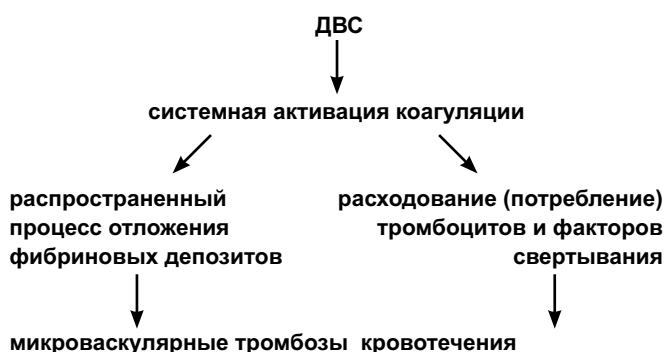 ДВС
системная активация коагуляции
распространенный
процесс отложения
фибриновых депозитов
расходование (потребление)
тромбоцитов и факторов
свертывания
микроваскулярные тромбозы кровотечения